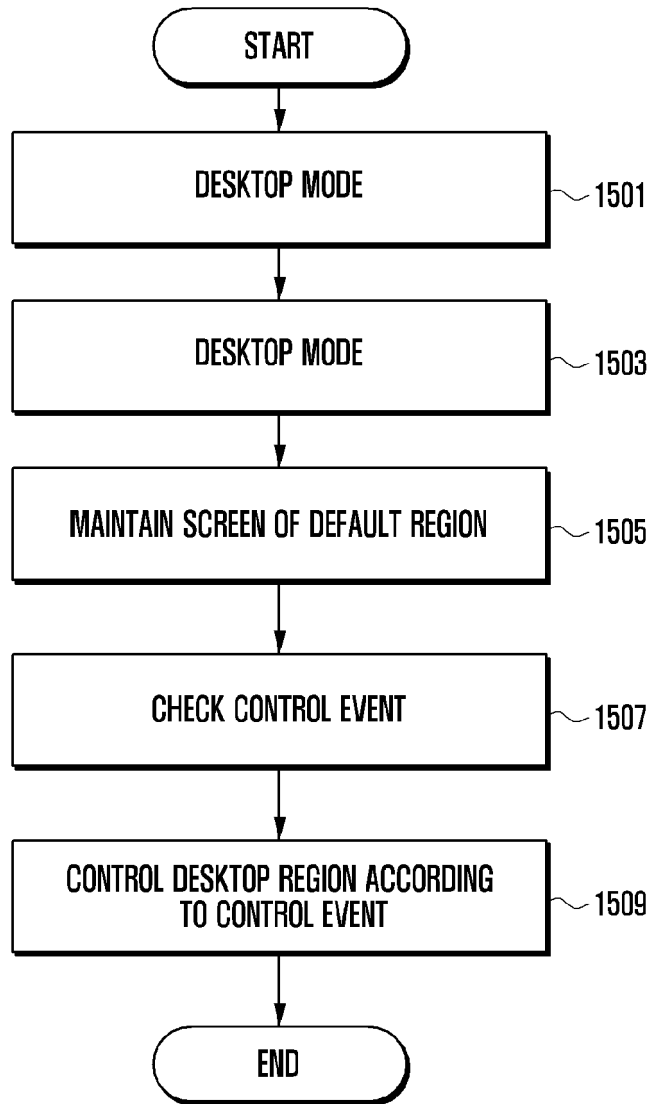 START
DESKTOP MODE
1501
DESKTOP MODE
1503
MAINTAIN SCREEN OF DEFAULT REGION
1505
CHECK CONTROL EVENT
1507
CONTROL DESKTOP REGION ACCORDING
TO CONTROL EVENT
1509
END